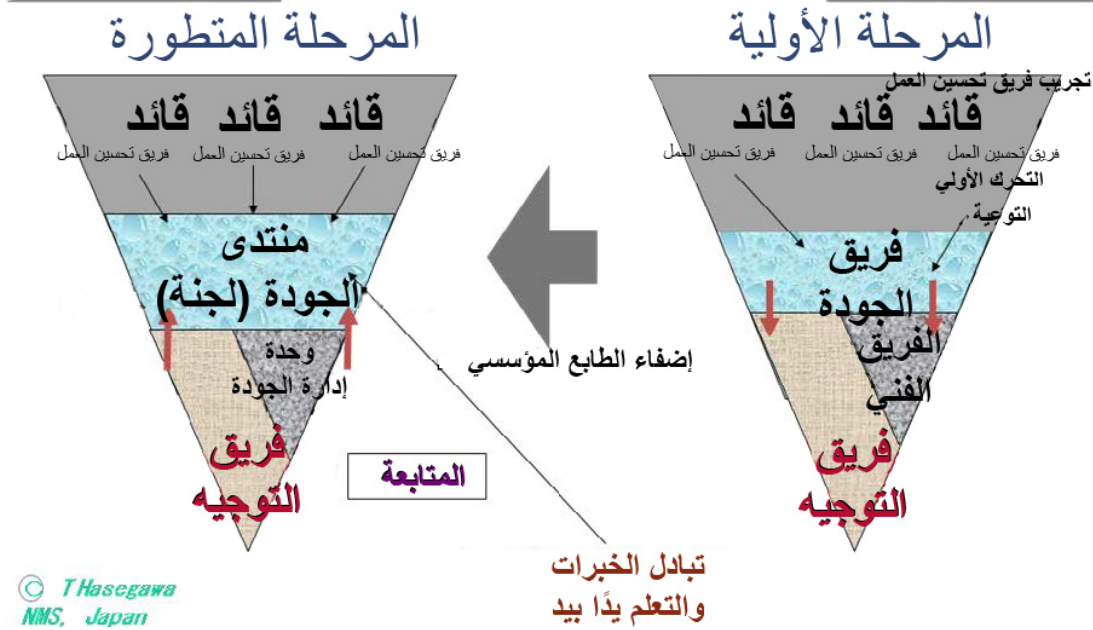 المرحلة الأولية
تجريب فريق تحسين العمل
قائد قائد قائد
فريق تحسين العمل فريق تحسين العمل فريق تحسين العمل
التحرك الأولي
التوعية
فريق
الجودة
الفريق
الفني
فريق
التوجيه
إضفاء الطابع المؤسسي
المرحلة المتطورة
قائد قائد قائد
فريق تحسين العمل فريق تحسين العمل فريق تحسين العمل
منتدى
الجودة (لجنة)
وحدة
إدارة الجودة
فريق
التوجيه
المتابعة
تبادل الخبرات
والتعلم يدًا بيد
© T Hasegawa
NMS, Japan